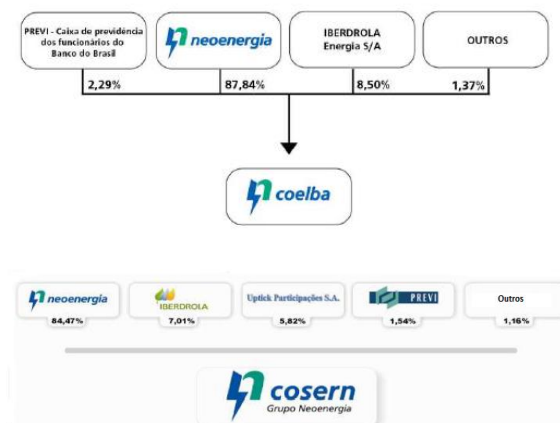 PREVI - Caixa de previdência
dos funcionários do
Banco do Brasil
neoenergia
IBERDROLA
Energia S/A
OUTROS
2,29%
87,84%
8,50%
1,37%
coelba
neoenergia
IBERDROLA
Uptick Participações S.A.
PREVI
Outros
84,47%
7,01%
5,82%
1,54%
1,16%
cosern
Grupo Neoenergia